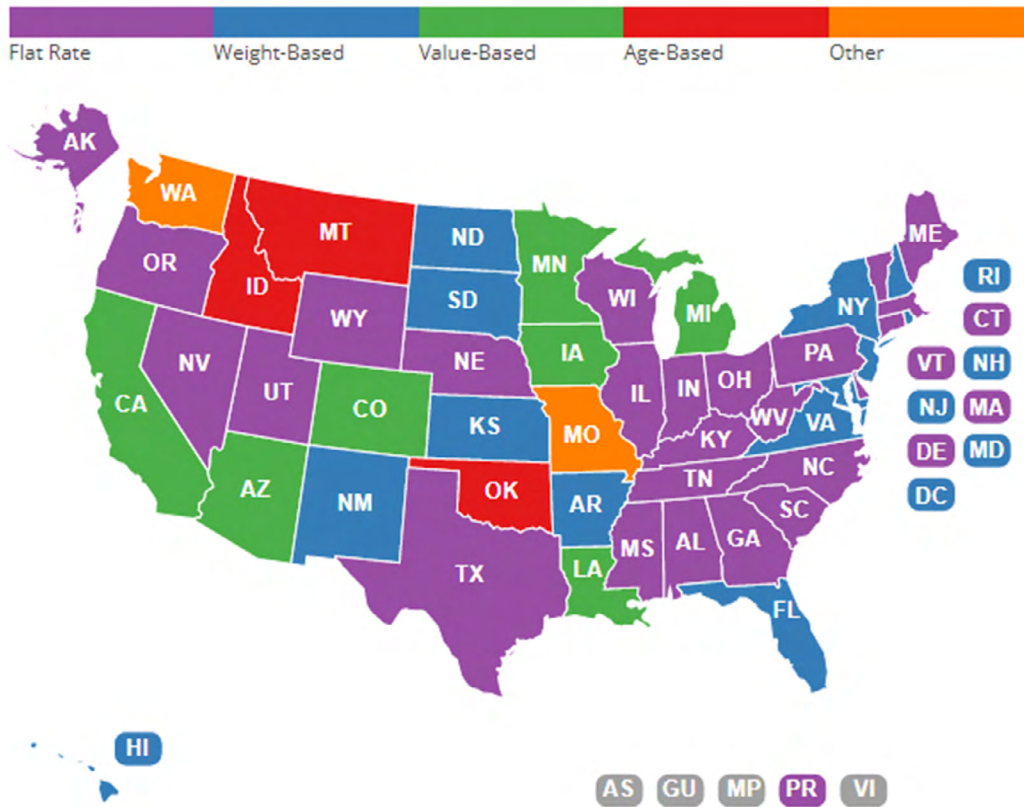 Flat Rate Weight-Based Value-Based Age-Based Other
AK
WA
MT
ND
MN
ME
OR
ID
SD
WI
MI
NY
RI
WY
CT
NV
NE
IA
PA
VT
NH
UT
CO
IL
IN
OH
CA
KS
MO
WV
VA
NJ
MA
KY
DE
MD
NC
TN
AZ
NM
OK
AR
SC
DC
TX
LA
MS
AL
GA
FL
HI
AS GU MP PR VI